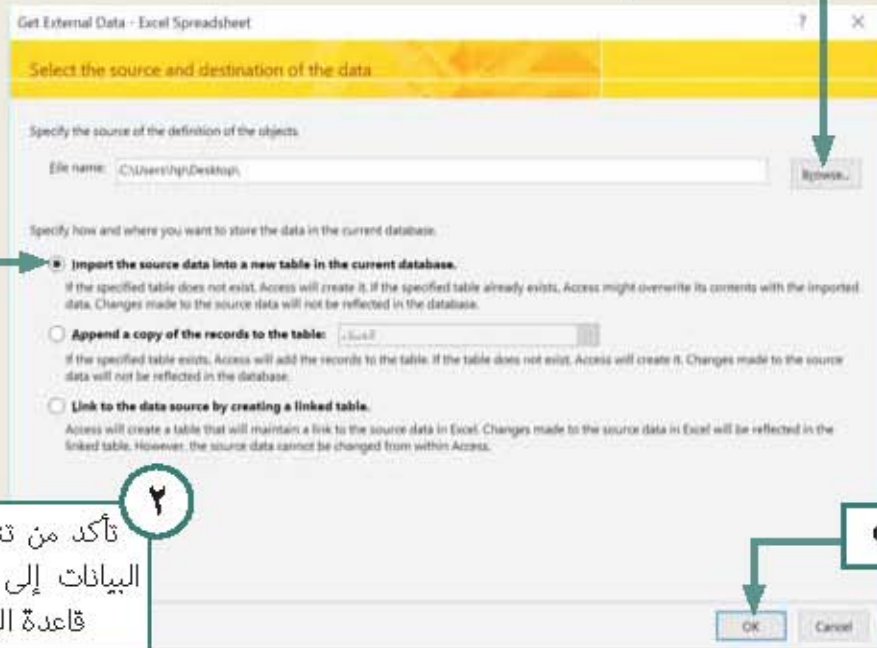 Get External Data - Excel Spreadsheet ? ×
Select the source and destination of the data
Specify the source of the definition of the objects.
File name: C:\Users\hp\Desktop\ Browse...
Specify how and where you want to store the data in the current database.
Import the source data into a new table in the current database.
If the specified table does not exist, Access will create it. If the specified table already exists, Access might overwrite its contents with the imported
data. Changes made to the source data will not be reflected in the database.
Append a copy of the records to the table:
If the specified table exists, Access will add the records to the table. If the table does not exist, Access will create it. Changes made to the source
data will not be reflected in the database.
Link to the data source by creating a linked table.
Access will create a table that will maintain a link to the source data in Excel. Changes made to the source data in Excel will be reflected in the
linked table. However, the source data cannot be changed from within Access.
٢
تأكد من
البيانات إلى
قاعدة
OK Cancel